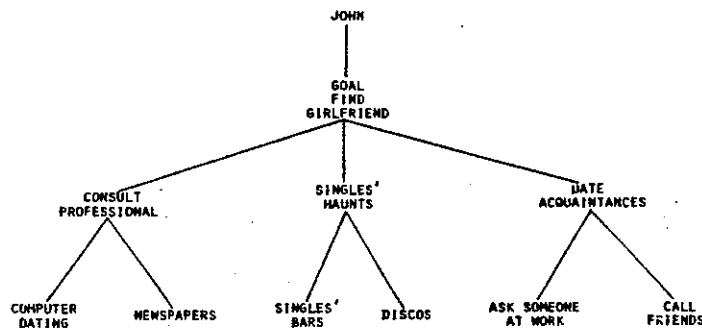 JOHN
GOAL
FIND
GIRLFRIEND
CONSULT
PROFESSIONAL
SINGLES'
HAUNTS
DATE
ACQUAINTANCES
COMPUTER
DATING
NEWSPAPERS
SINGLES'
BARS
DISCOS
ASK SOMEONE
AT WORK
CALL
FRIENDS